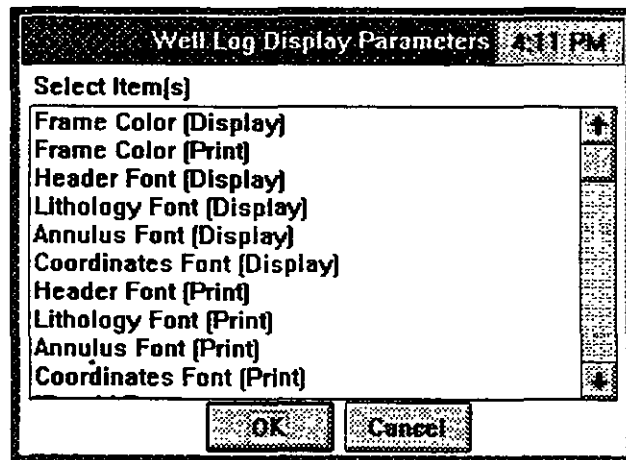 Well Log Display Parameters 4:11 PM
Select Item[s]
Frame Color [Display]
Frame Color [Print]
Header Font [Display]
Lithology Font [Display]
Annulus Font [Display]
Coordinates Font [Display]
Header Font [Print]
Lithology Font [Print]
Annulus Font [Print]
Coordinates Font [Print]
OK Cancel